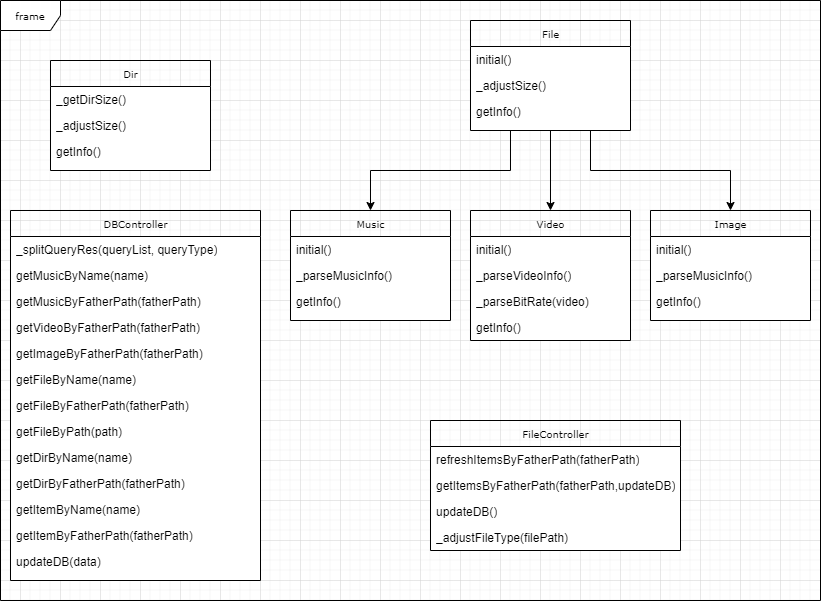 frame
Dir
_getDirSize()
_adjustSize()
getInfo()
File
initial()
_adjustSize()
getInfo()
DBController
_splitQueryRes(queryList, queryType)
getMusicByName(name)
getMusicByFatherPath(fatherPath)
getVideoByFatherPath(fatherPath)
getImageByFatherPath(fatherPath)
getFileByName(name)
getFileByFatherPath(fatherPath)
getFileByPath(path)
getDirByName(name)
getDirByFatherPath(fatherPath)
getItemByName(name)
getItemByFatherPath(fatherPath)
updateDB(data)
Music
initial()
_parseMusicInfo()
getInfo()
Video
initial()
_parseVideoInfo()
_parseBitRate(video)
getInfo()
Image
initial()
_parseMusicInfo()
getInfo()
FileController
refreshItemsByFatherPath(fatherPath)
getItemsByFatherPath(fatherPath,updateDB)
updateDB()
_adjustFileType(filePath)